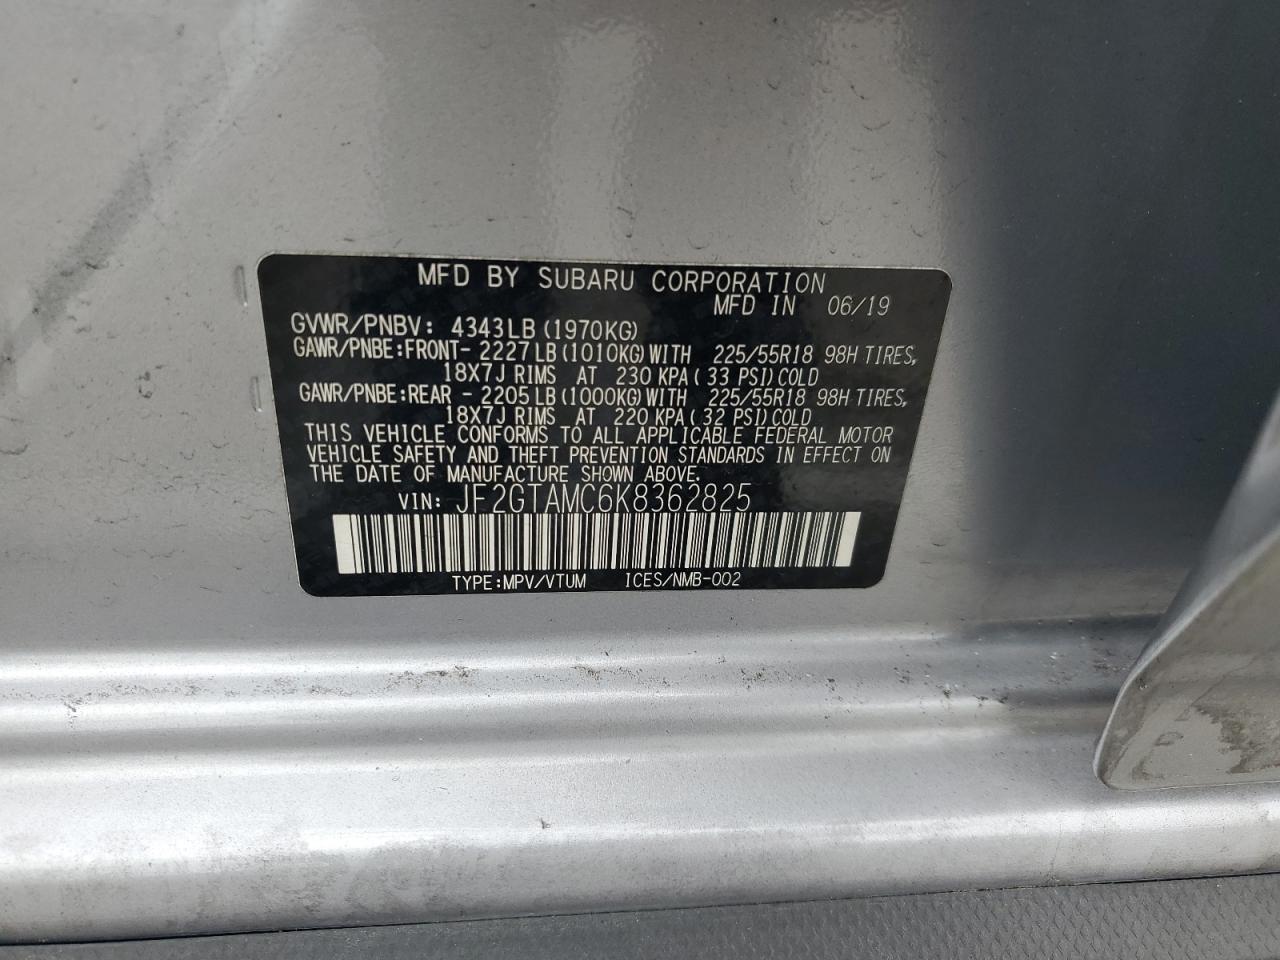 MFD BY SUBARU CORPORATION
MFD IN 06/19
GVWR/PNBV: 4343LB(1970KG)
GAWR/PNBE:FRONT- 2227LB(1010KG)WITH 225/55R18 98H TIRES,
18X7J RIMS AT 230 KPA(33 PSI)COLD
GAWR/PNBE:REAR - 2205LB(1000KG)WITH 225/55R18 98H TIRES,
18X7J RIMS AT 220 KPA(32 PSI)COLD
THIS VEHICLE CONFORMS TO ALL APPLICABLE FEDERAL MOTOR
VEHICLE SAFETY AND THEFT PREVENTION STANDARDS IN EFFECT ON
THE DATE OF MANUFACTURE SHOWN ABOVE.
VIN: JF2GTAMC6K8362825
TYPE:MPV/VTUM ICES/NMB-002